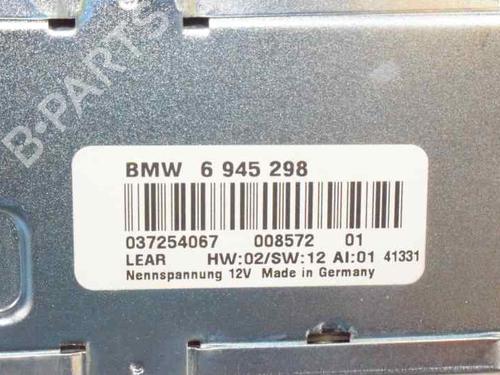 B-PARTS
BMW 6 945 298
037254067 008572 01
LEAR HW:02/SW:12 AI:01 41331
Nennspannung 12V Made in Germany